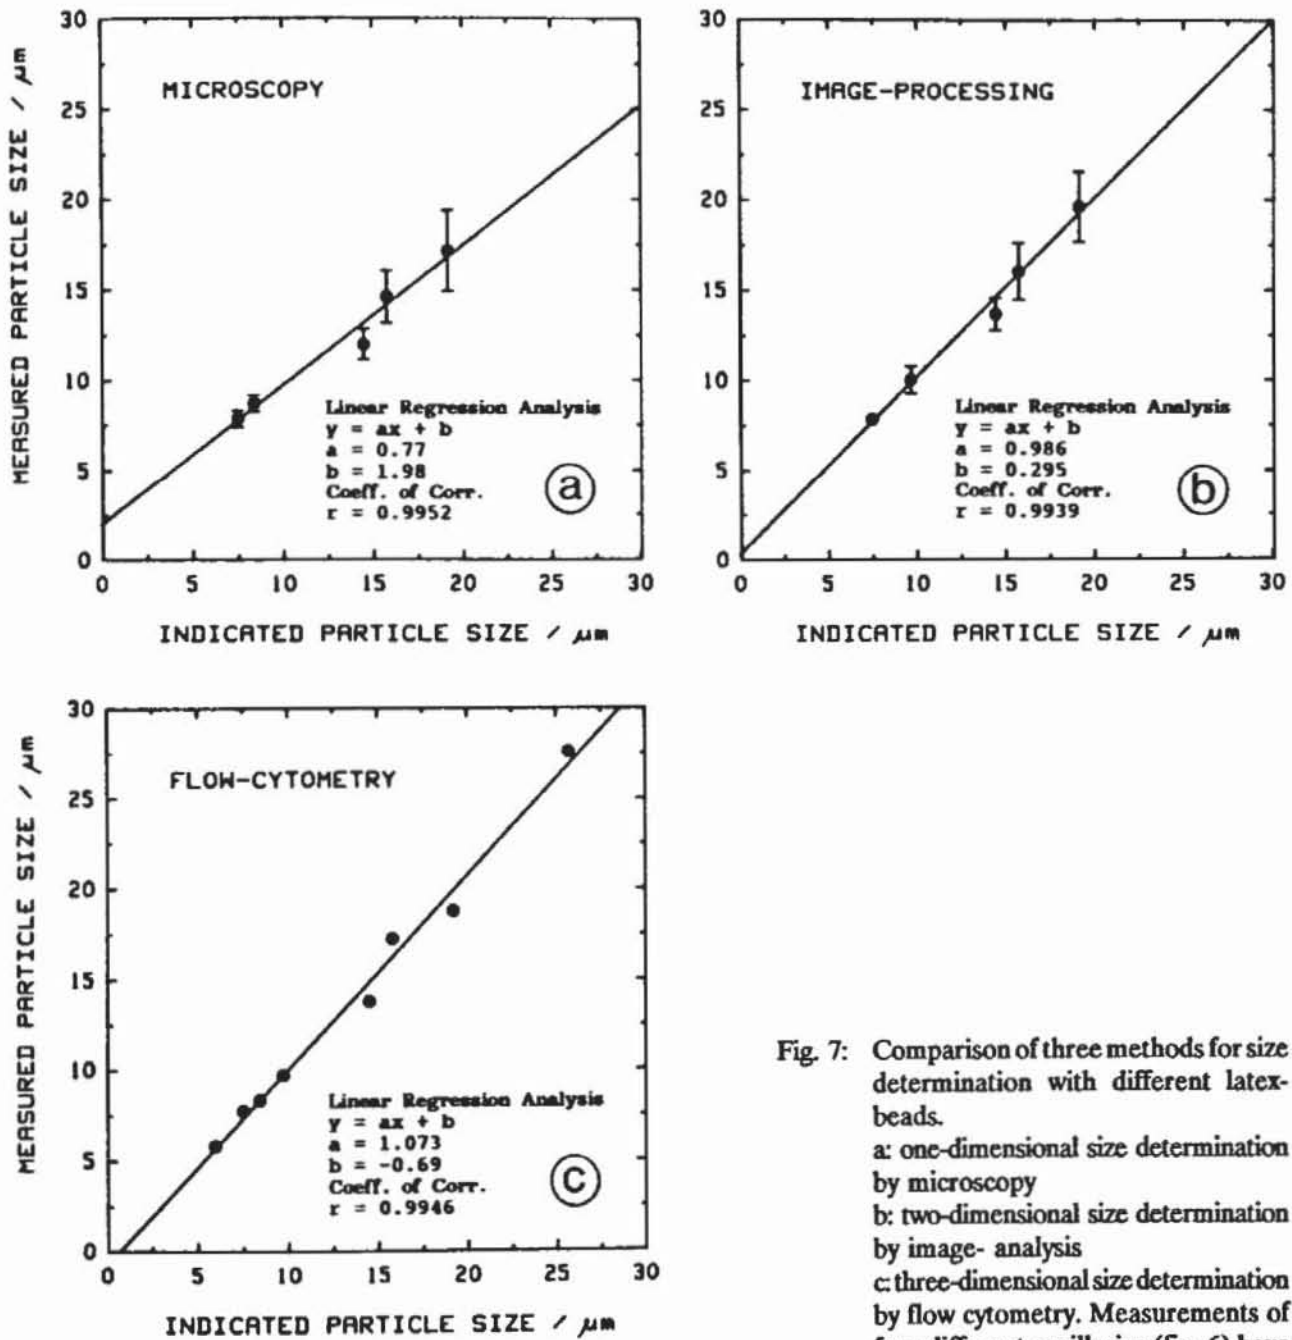 30
25
20
15
10
5
0
MEASURED PARTICLE SIZE / µm
MICROSCOPY
Linear Regression Analysis
y = ax + b
a = 0.77
b = 1.98
Coeff. of Corr.
r = 0.9952
a
0 5 10 15 20 25 30
INDICATED PARTICLE SIZE / µm
30
25
20
15
10
5
0
IMAGE-PROCESSING
Linear Regression Analysis
y = ax + b
a = 0.986
b = 0.295
Coeff. of Corr.
r = 0.9939
b
0 5 10 15 20 25 30
INDICATED PARTICLE SIZE / µm
30
25
20
15
10
5
0
MEASURED PARTICLE SIZE / µm
FLOW-CYTOMETRY
Linear Regression Analysis
y = ax + b
a = 1.073
b = -0.69
Coeff. of Corr.
r = 0.9946
c
0 5 10 15 20 25 30
INDICATED PARTICLE SIZE / µm
Fig. 7: Comparison of three methods for size
determination with different latex-
beads.
a: one-dimensional size determination
by microscopy
b: two-dimensional size determination
by image- analysis
c: three-dimensional size determination
by flow cytometry. Measurements of